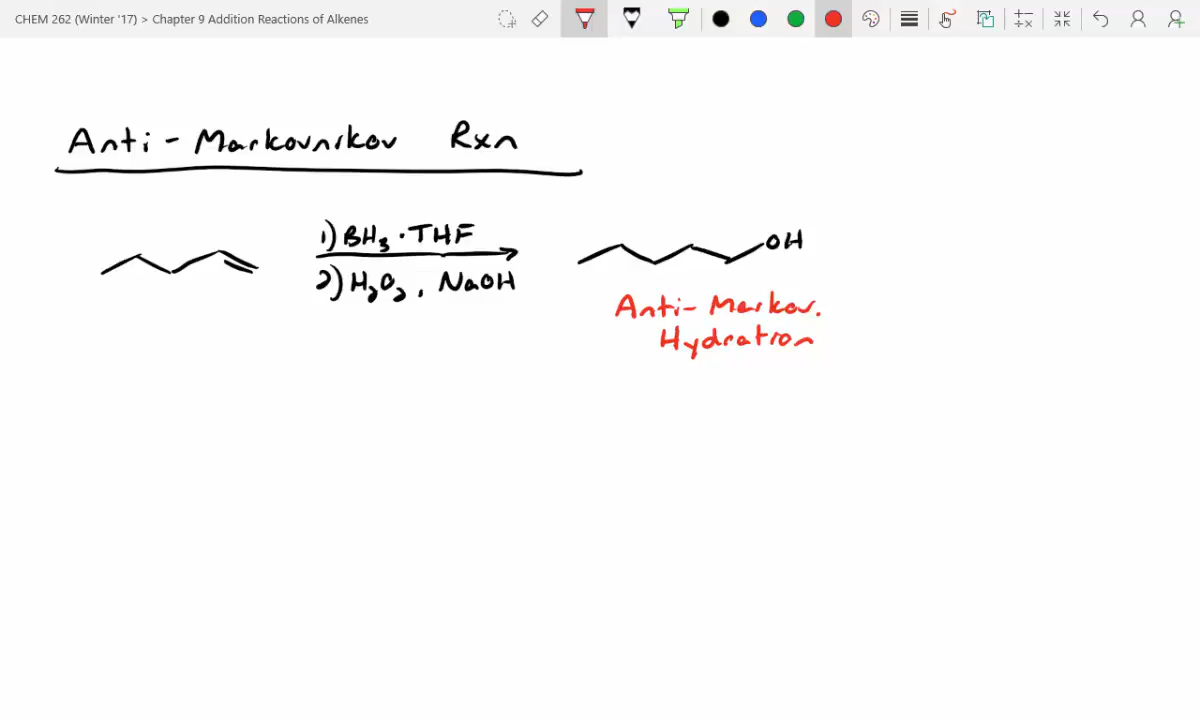 CHEM 262 (Winter '17) > Chapter 9 Addition Reactions of Alkenes
Anti-Markovnikov Rxn
1) BH₃·THF
2) H₂O₂, NaOH
OH
Anti-Markov.
Hydration